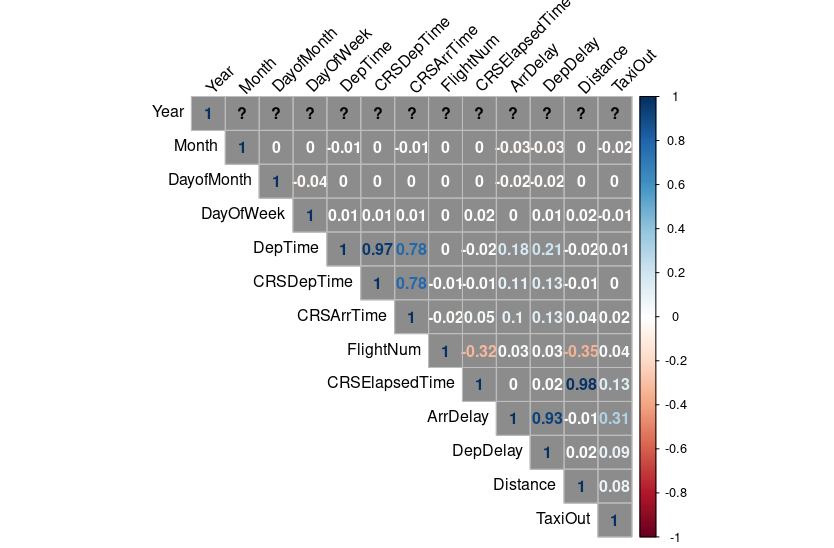 Year Month DayofMonth DayOfWeek DepTime CRSDepTime CRSArrTime FlightNum CRSElapsedTime ArrDelay DepDelay Distance TaxiOut
Year 1 ? ? ? ? ? ? ? ? ? ? ? ?
Month 1 0 0 -0.01 0 -0.01 0 0 -0.03 -0.03 0 -0.02
DayofMonth 1 -0.04 0 0 0 0 0 -0.02 -0.02 0 0
DayOfWeek 1 0.01 0.01 0.01 0 0.02 0 0.01 0.02 -0.01
DepTime 1 0.97 0.78 0 -0.02 0.18 0.21 -0.02 0.01
CRSDepTime 1 0.78 -0.01 -0.01 0.11 0.13 -0.01 0
CRSArrTime 1 -0.02 0.05 0.1 0.13 0.04 0.02
FlightNum 1 -0.32 0.03 0.03 -0.35 0.04
CRSElapsedTime 1 0 0.02 0.98 0.13
ArrDelay 1 0.93 -0.01 0.31
DepDelay 1 0.02 0.09
Distance 1 0.08
TaxiOut 1
1
0.8
0.6
0.4
0.2
0
-0.2
-0.4
-0.6
-0.8
-1